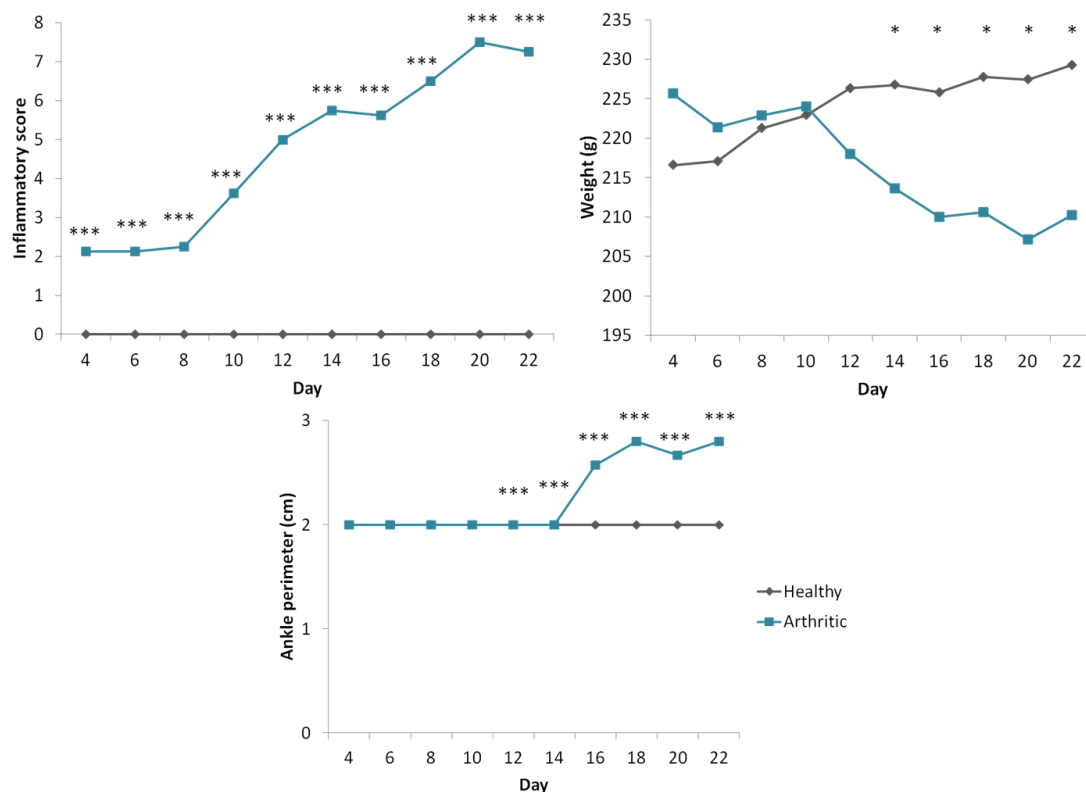 Inflammatory score
8
7
6
5
4
3
2
1
0
*** *** *** *** *** *** *** *** *** ***
4 6 8 10 12 14 16 18 20 22
Day
Weight (g)
235
230
225
220
215
210
205
200
195
* * * * *
4 6 8 10 12 14 16 18 20 22
Day
Ankle perimeter (cm)
3
2
1
0
*** *** *** *** *** ***
4 6 8 10 12 14 16 18 20 22
Day
Healthy
Arthritic